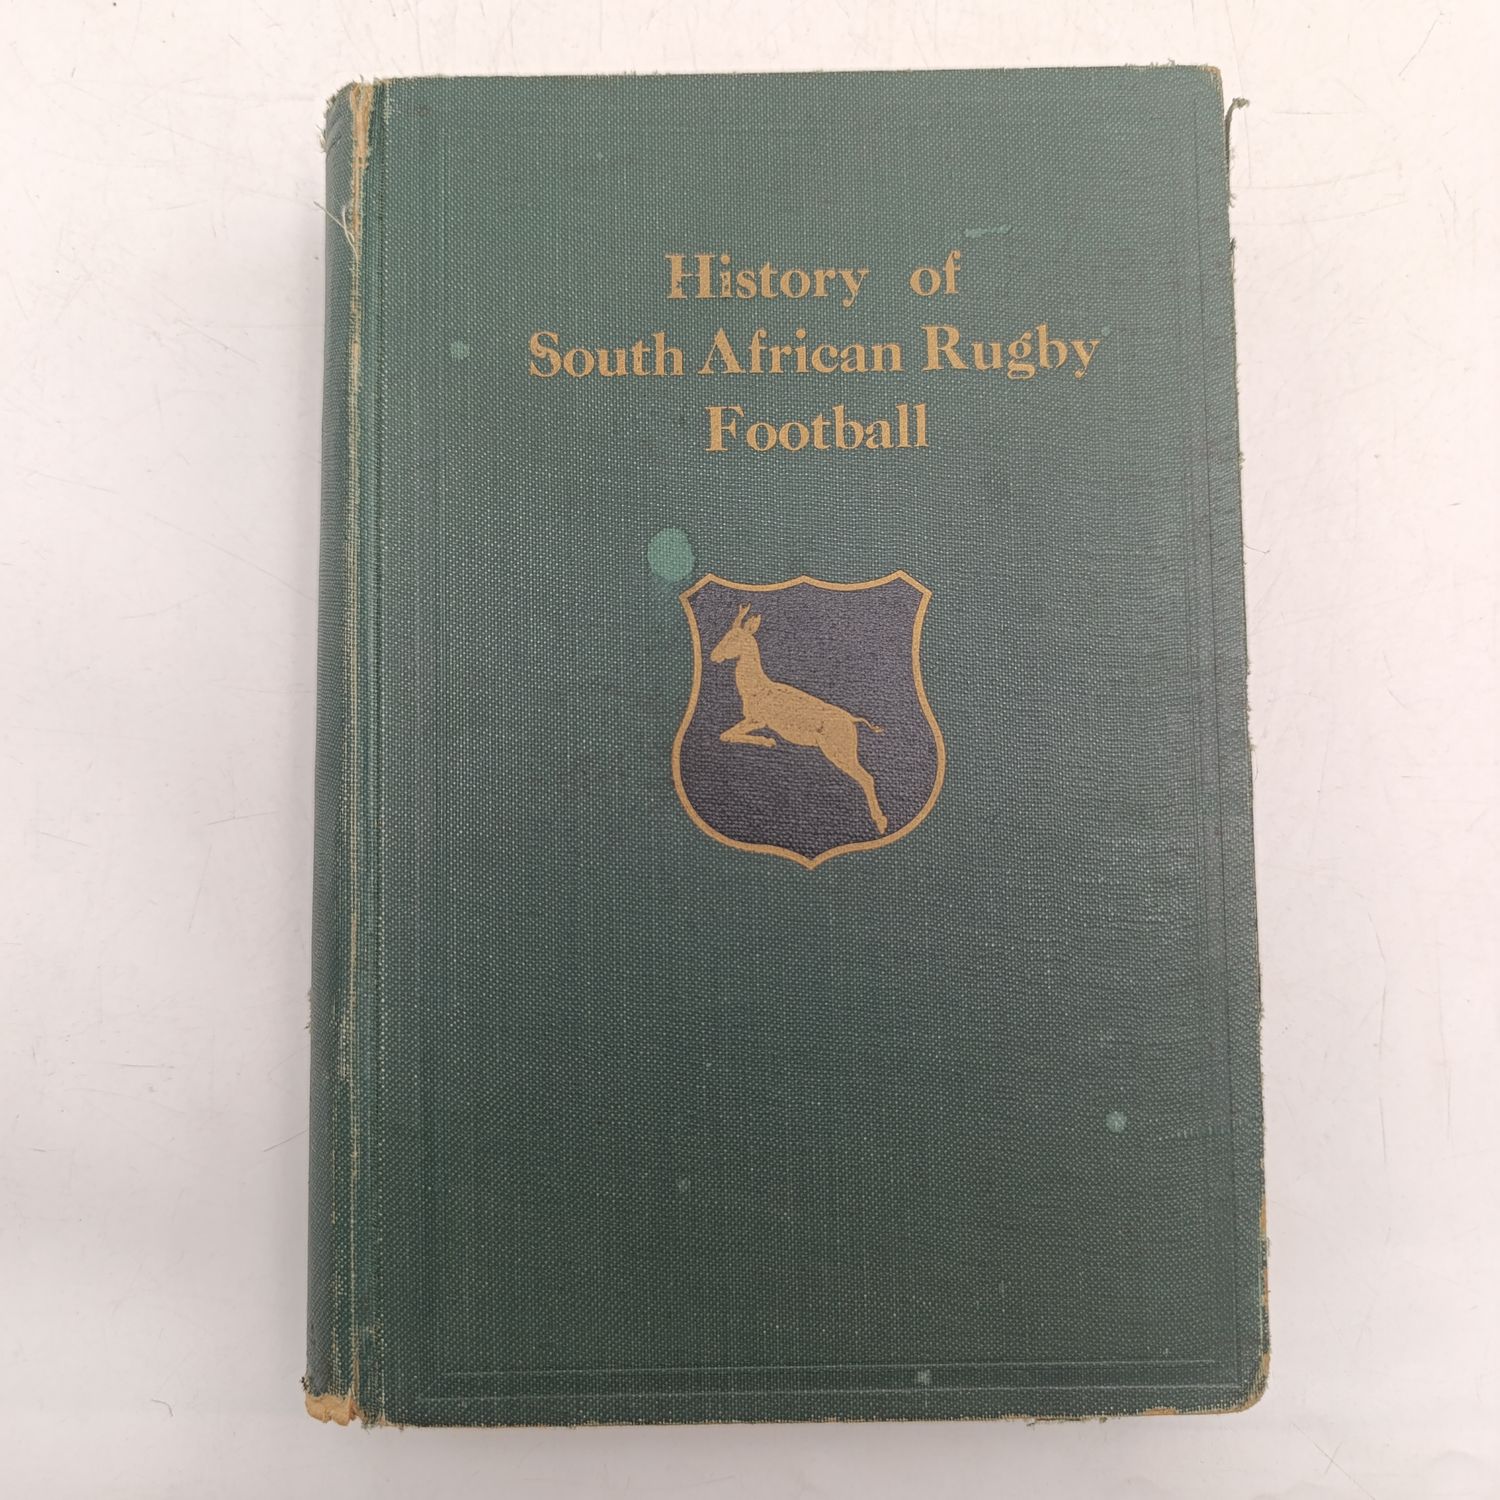 History of
South African Rugby
Football